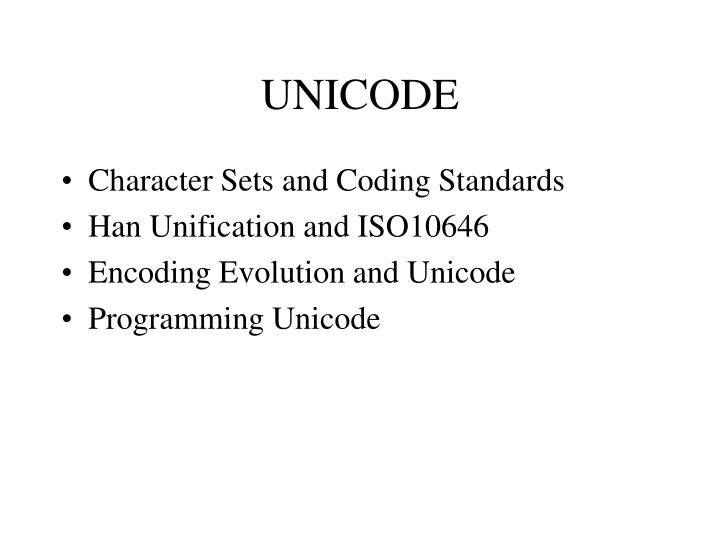 UNICODE
• Character Sets and Coding Standards
• Han Unification and ISO10646
• Encoding Evolution and Unicode
• Programming Unicode